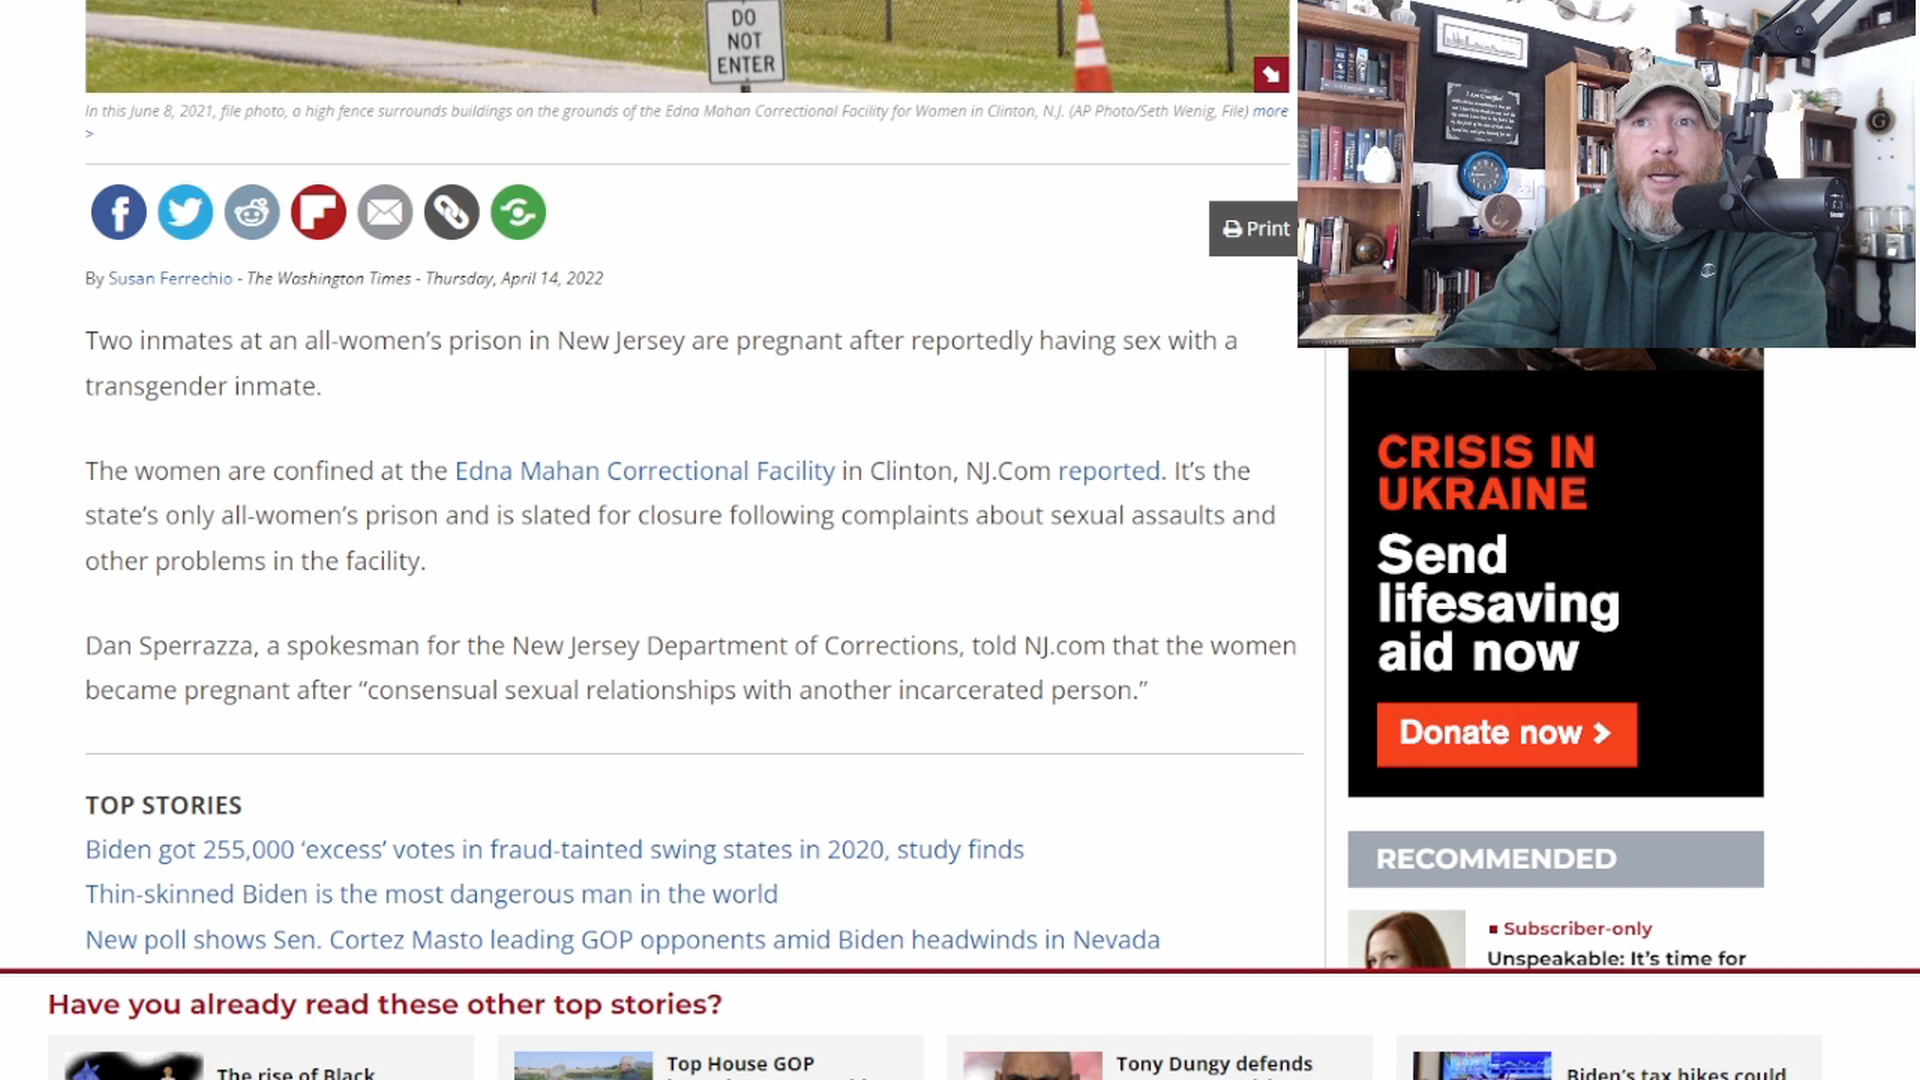 DO
NOT
ENTER
In this June 8, 2021, file photo, a high fence surrounds buildings on the grounds of the Edna Mahan Correctional Facility for Women in Clinton, N.J. (AP Photo/Seth Wenig, File) more
>
Print
By Susan Ferrechio - The Washington Times - Thursday, April 14, 2022
Two inmates at an all-women’s prison in New Jersey are pregnant after reportedly having sex with a
transgender inmate.
The women are confined at the Edna Mahan Correctional Facility in Clinton, NJ.Com reported. It’s the
state’s only all-women’s prison and is slated for closure following complaints about sexual assaults and
other problems in the facility.
Dan Sperrazza, a spokesman for the New Jersey Department of Corrections, told NJ.com that the women
became pregnant after “consensual sexual relationships with another incarcerated person.”
TOP STORIES
Biden got 255,000 ‘excess’ votes in fraud-tainted swing states in 2020, study finds
Thin-skinned Biden is the most dangerous man in the world
New poll shows Sen. Cortez Masto leading GOP opponents amid Biden headwinds in Nevada
CRISIS IN
UKRAINE
Send
lifesaving
aid now
Donate now >
RECOMMENDED
Subscriber-only
Unspeakable: It’s time for
Have you already read these other top stories?
The rise of Black
Top House GOP
Tony Dungy defends
Biden’s tax hikes could